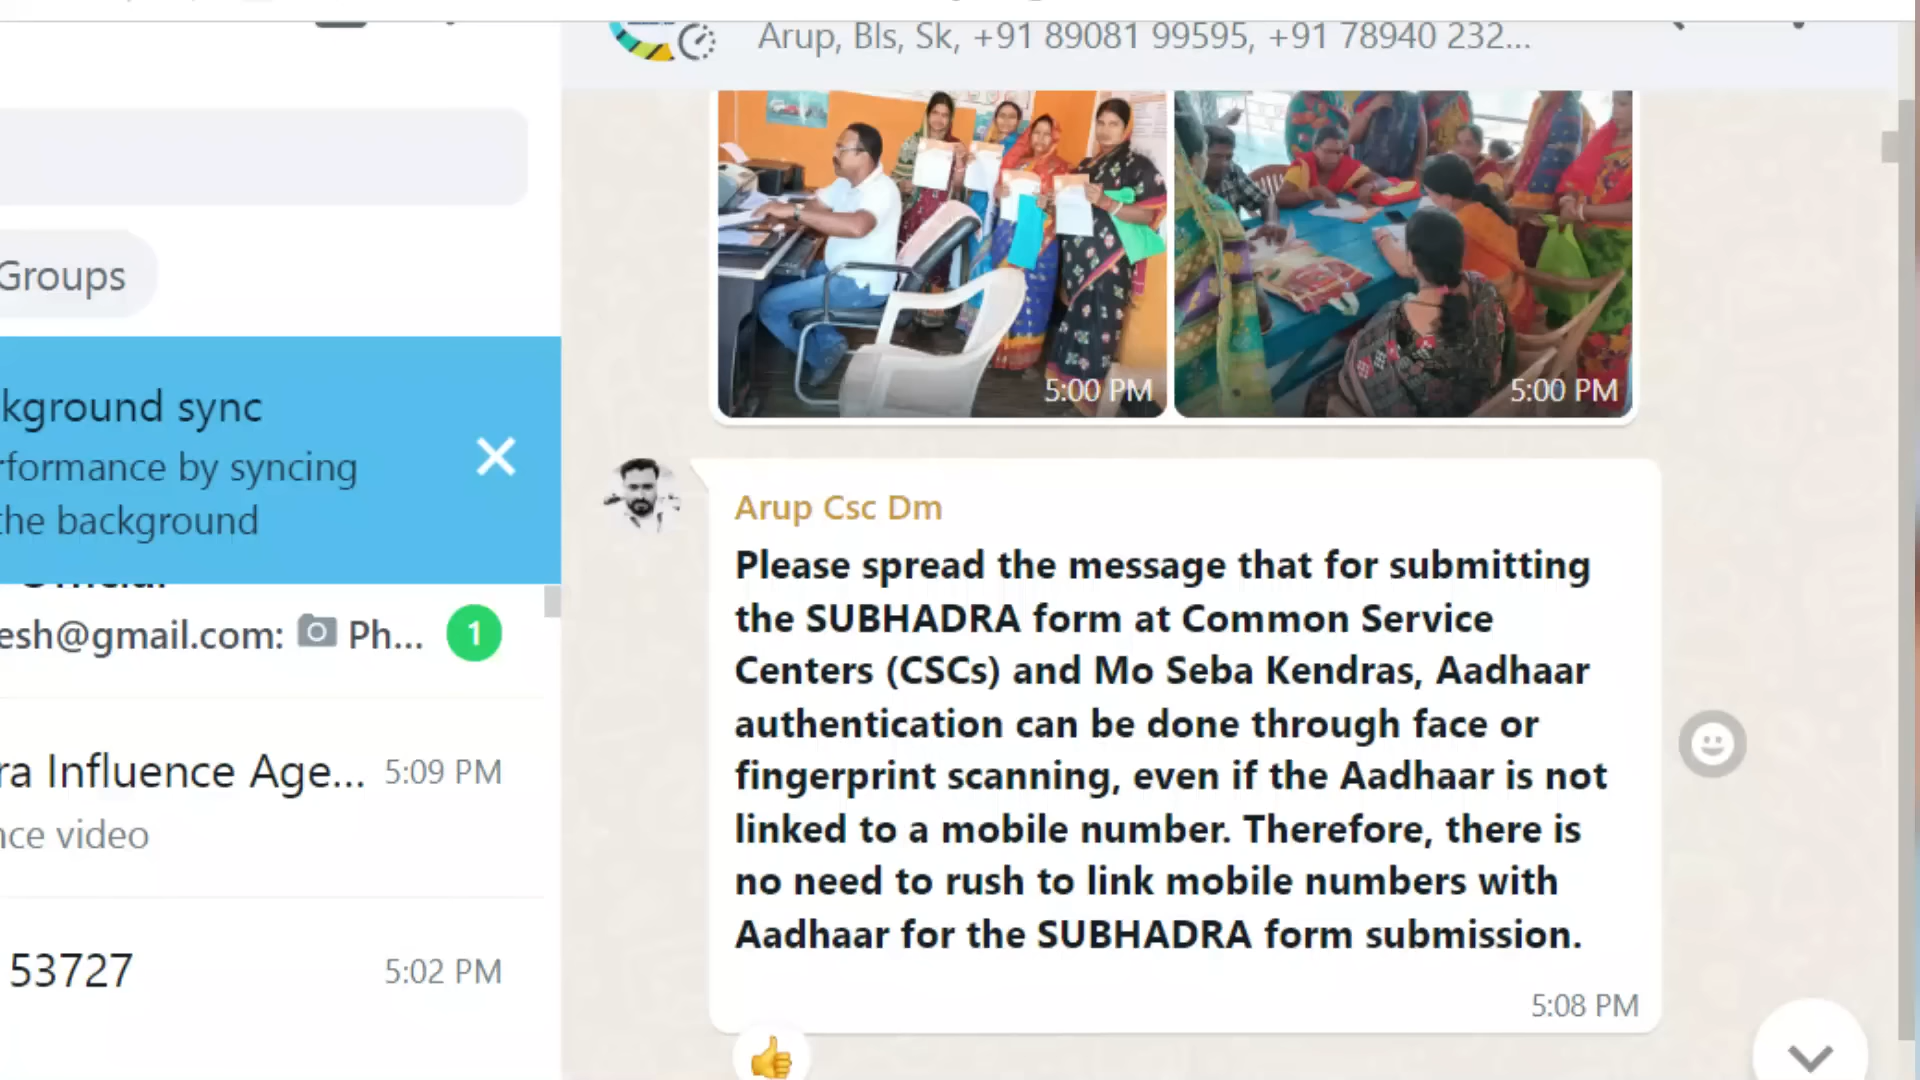 Arup, Bls, Sk, +91 89081 99595, +91 78940 232...
Groups
kground sync
rformance by syncing
the background
esh@gmail.com: Ph... 1
ra Influence Age... 5:09 PM
nce video
53727 5:02 PM
5:00 PM
5:00 PM
Arup Csc Dm
Please spread the message that for submitting
the SUBHADRA form at Common Service
Centers (CSCs) and Mo Seba Kendras, Aadhaar
authentication can be done through face or
fingerprint scanning, even if the Aadhaar is not
linked to a mobile number. Therefore, there is
no need to rush to link mobile numbers with
Aadhaar for the SUBHADRA form submission.
5:08 PM